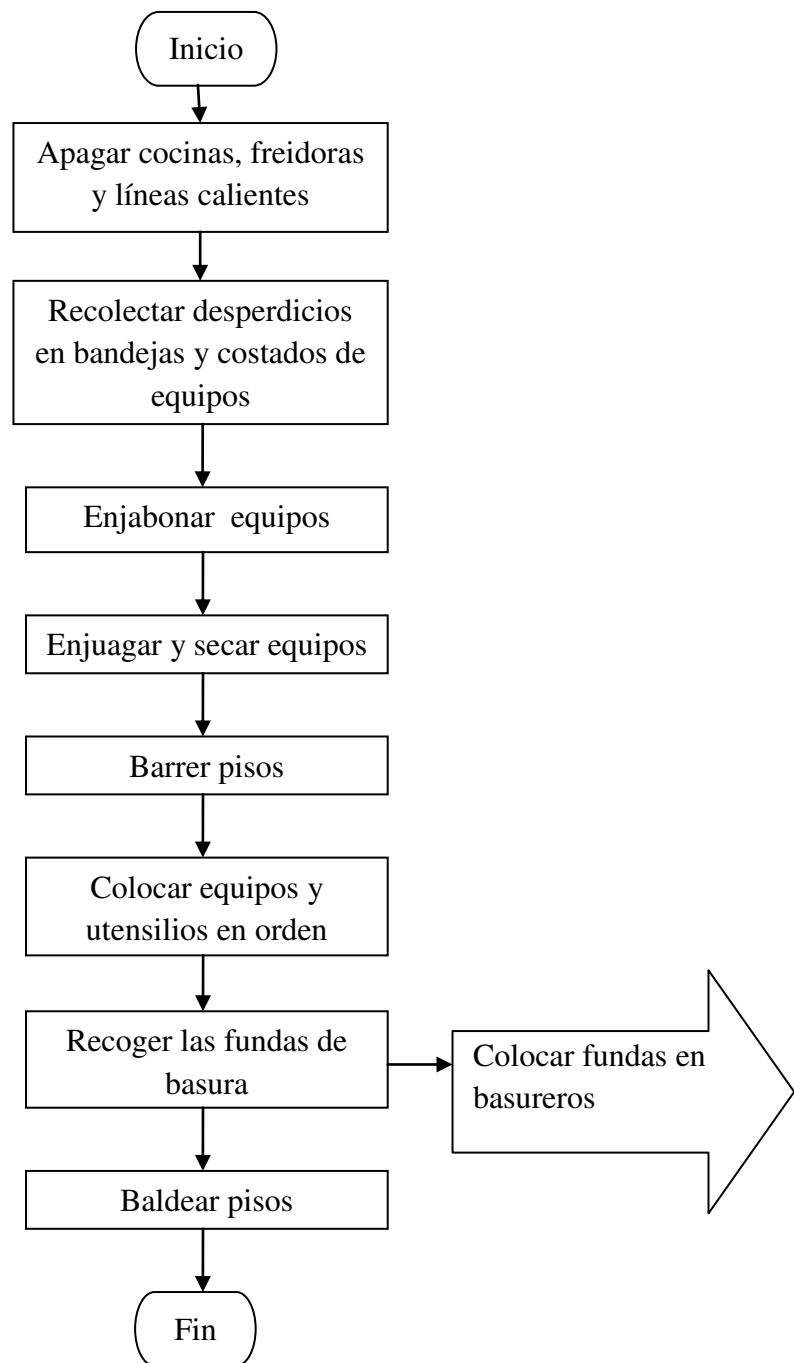 Inicio
Apagar cocinas, freidoras
y líneas calientes
Recolectar desperdicios
en bandejas y costados de
equipos
Enjabonar  equipos
Enjuagar y secar equipos
Barrer pisos
Colocar equipos y
utensilios en orden
Recoger las fundas de
basura
Colocar fundas en
basureros
Baldear pisos
Fin